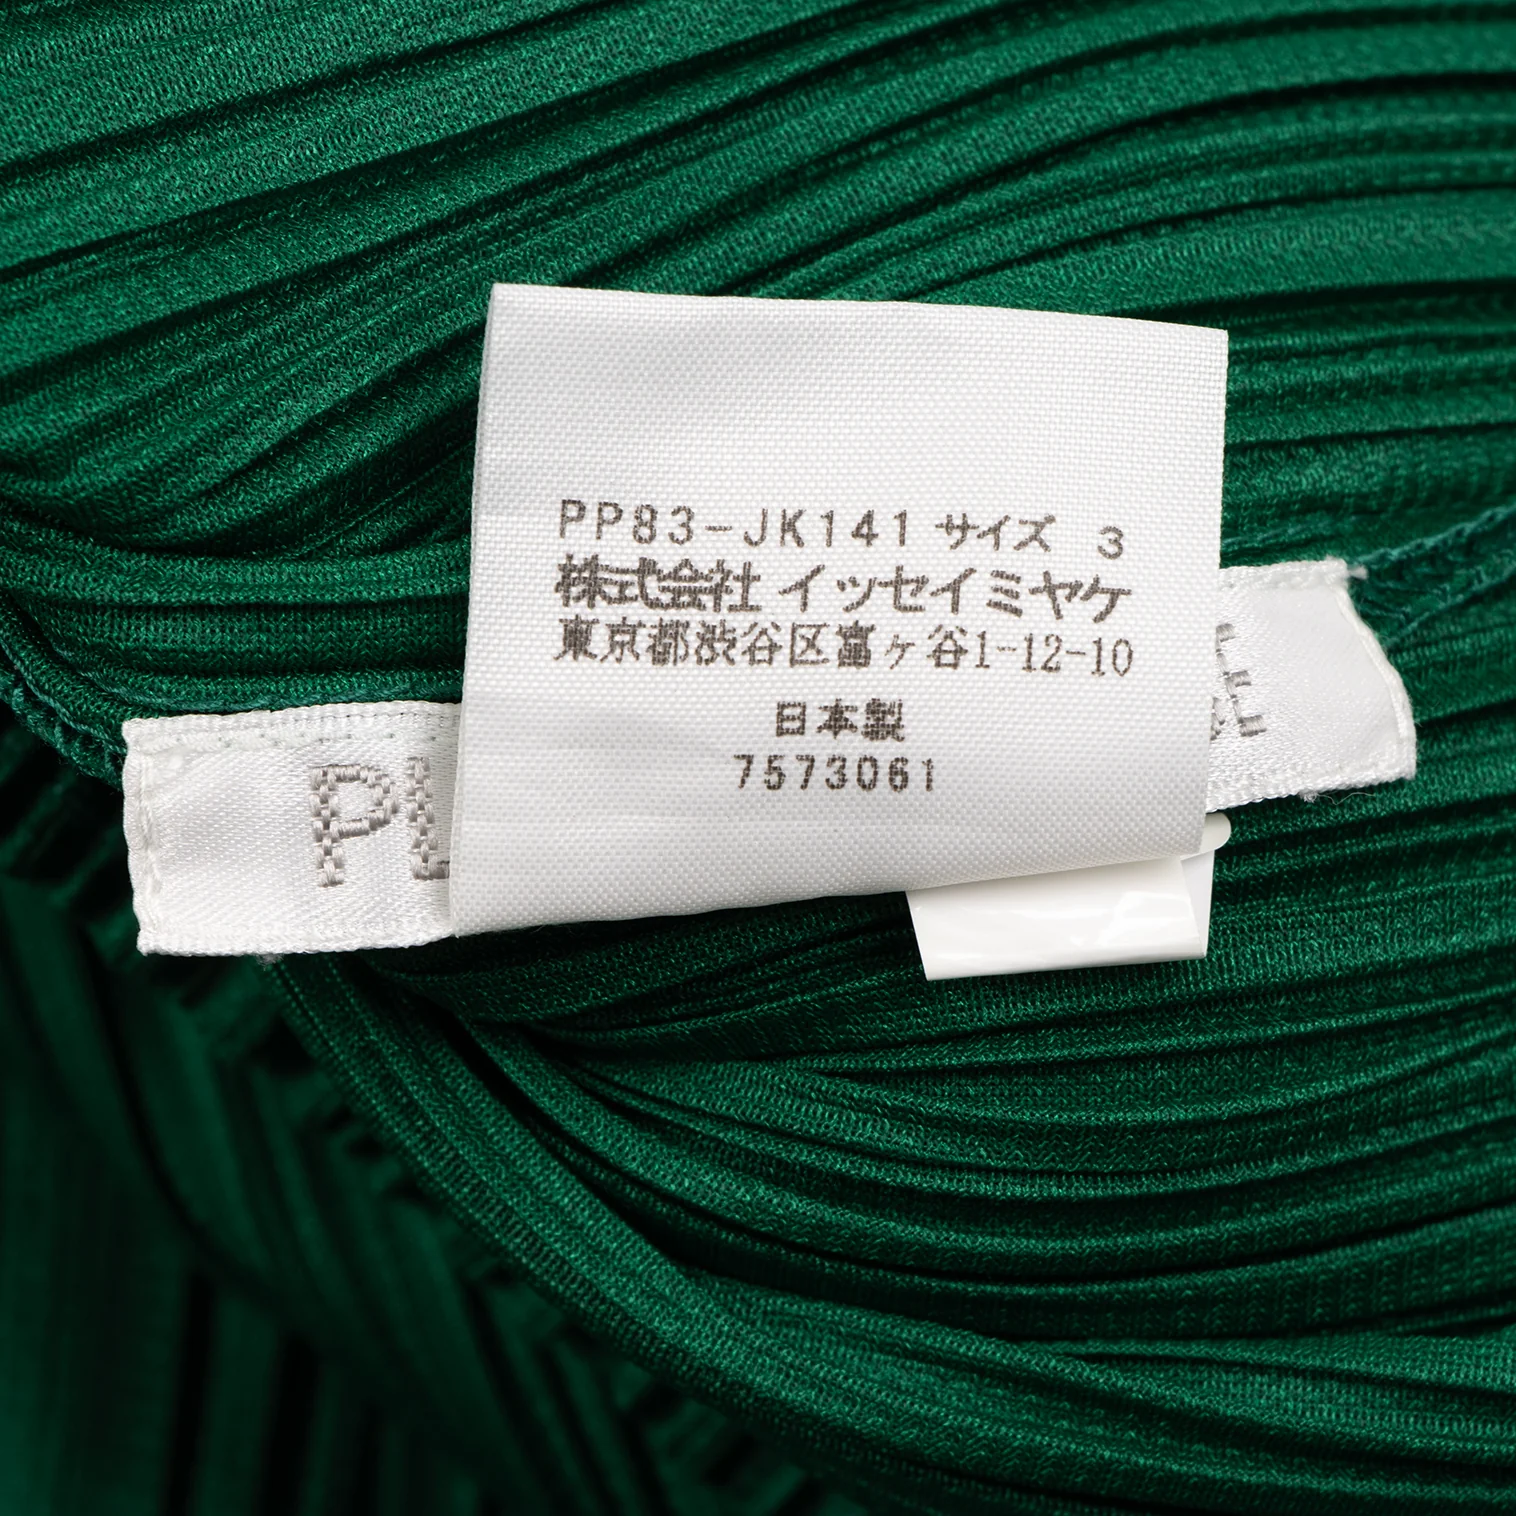 PP83-JK141 サイズ 3
株式会社 イッセイミヤケ
東京都渋谷区富ヶ谷1-12-10
日本製
7573061
PL